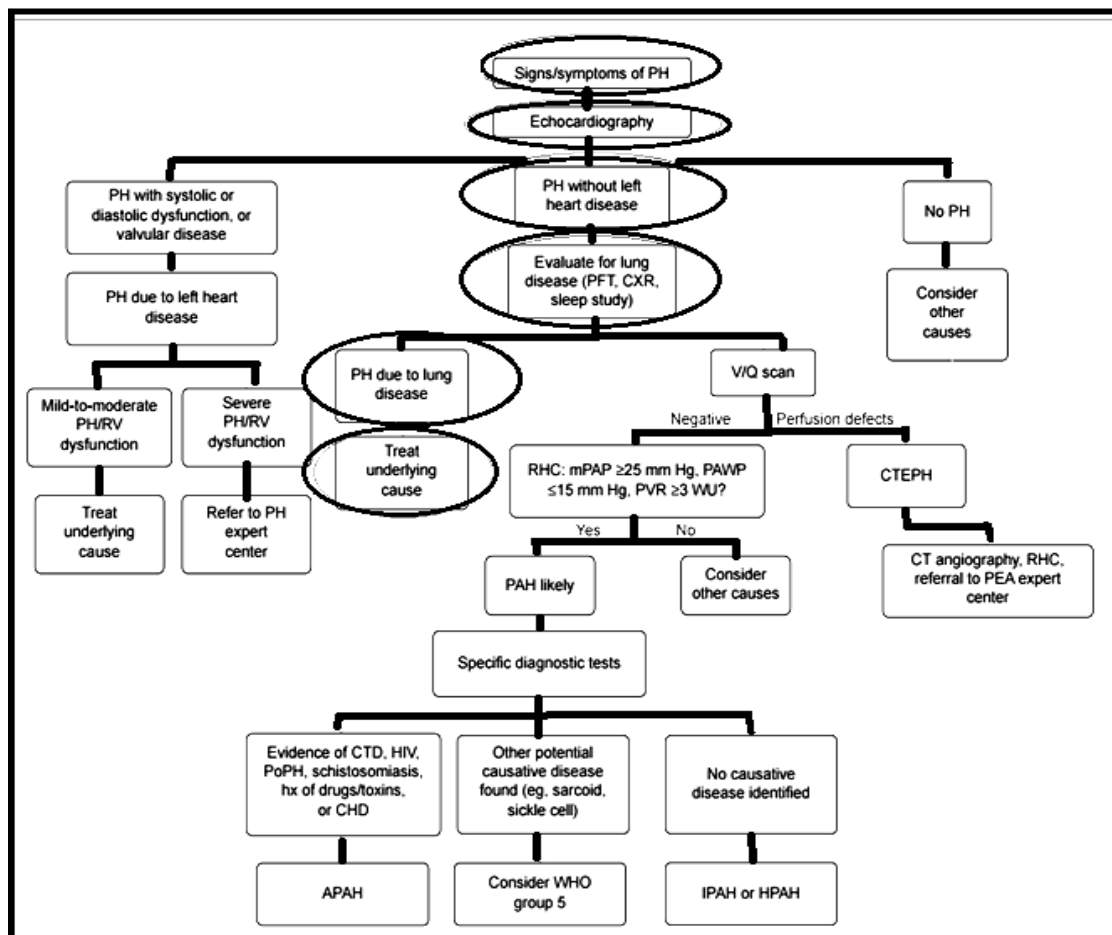 Signs/symptoms of PH
Echocardiography
PH with systolic or
diastolic dysfunction, or
valvular disease
PH without left
heart disease
No PH
PH due to left heart
disease
Evaluate for lung
disease (PFT, CXR,
sleep study)
Consider
other
causes
Mild-to-moderate
PH/RV
dysfunction
Severe
PH/RV
dysfunction
PH due to lung
disease
V/Q scan
Negative
Perfusion defects
Treat
underlying
cause
Refer to PH
expert
center
Treat
underlying
cause
RHC: mPAP ≥25 mm Hg, PAWP
≤15 mm Hg, PVR ≥3 WU?
CTEPH
Yes
No
PAH likely
Consider
other causes
CT angiography, RHC,
referral to PEA expert
center
Specific diagnostic tests
Evidence of CTD, HIV,
PoPH, schistosomiasis,
hx of drugs/toxins,
or CHD
Other potential
causative disease
found (eg, sarcoid,
sickle cell)
No causative
disease identified
APAH
Consider WHO
group 5
IPAH or HPAH